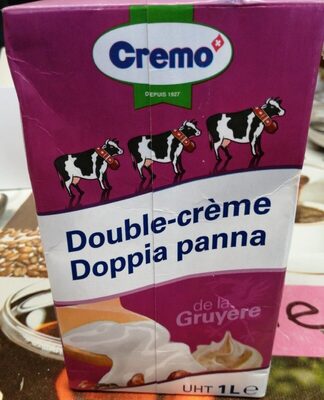 Cremo
DEPUIS 1927
Double-crème
Doppia panna
de la
Gruyère
UHT 1L℮